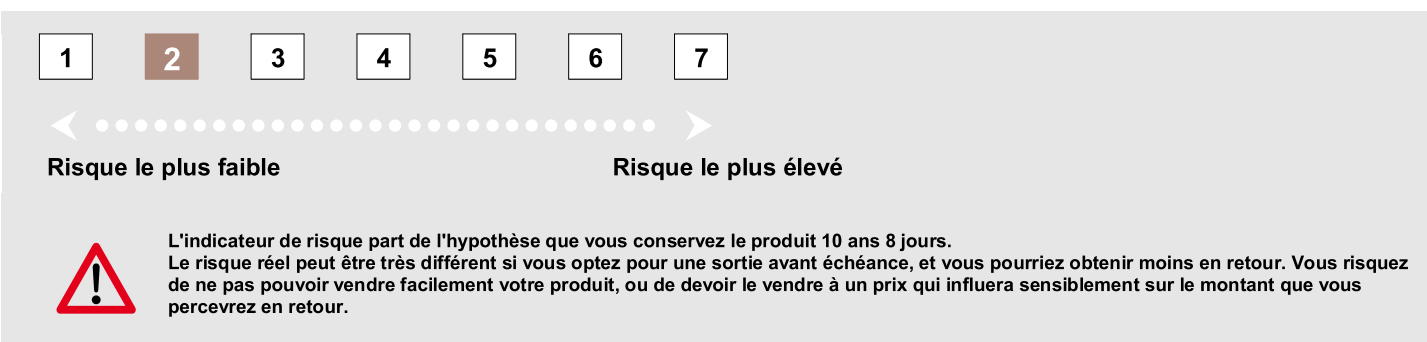 1 2 3 4 5 6 7
Risque le plus faible Risque le plus élevé
L'indicateur de risque part de l'hypothèse que vous conservez le produit 10 ans 8 jours.
Le risque réel peut être très différent si vous optez pour une sortie avant échéance, et vous pourriez obtenir moins en retour. Vous risquez
de ne pas pouvoir vendre facilement votre produit, ou de devoir le vendre à un prix qui influera sensiblement sur le montant que vous
percevrez en retour.